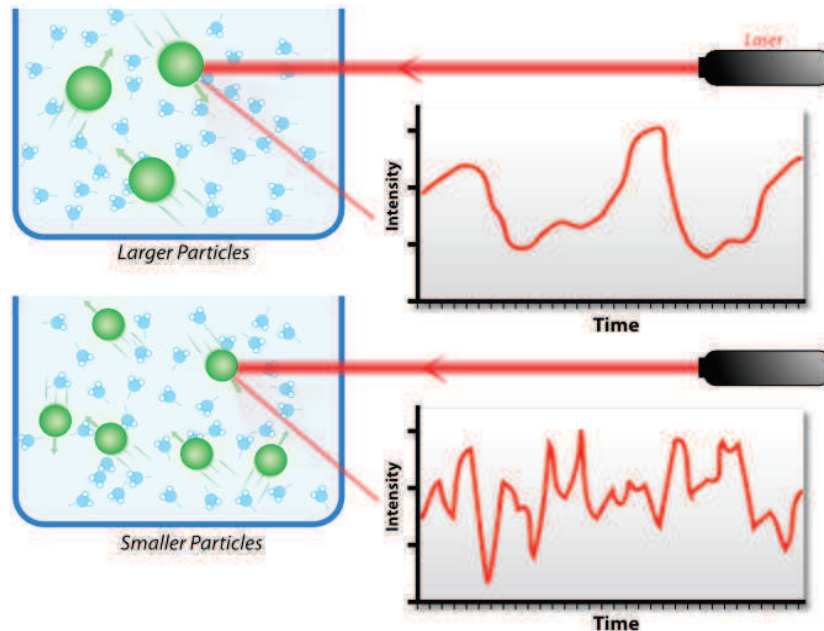 Laser
Intensity
Larger Particles
Time
Intensity
Smaller Particles
Time